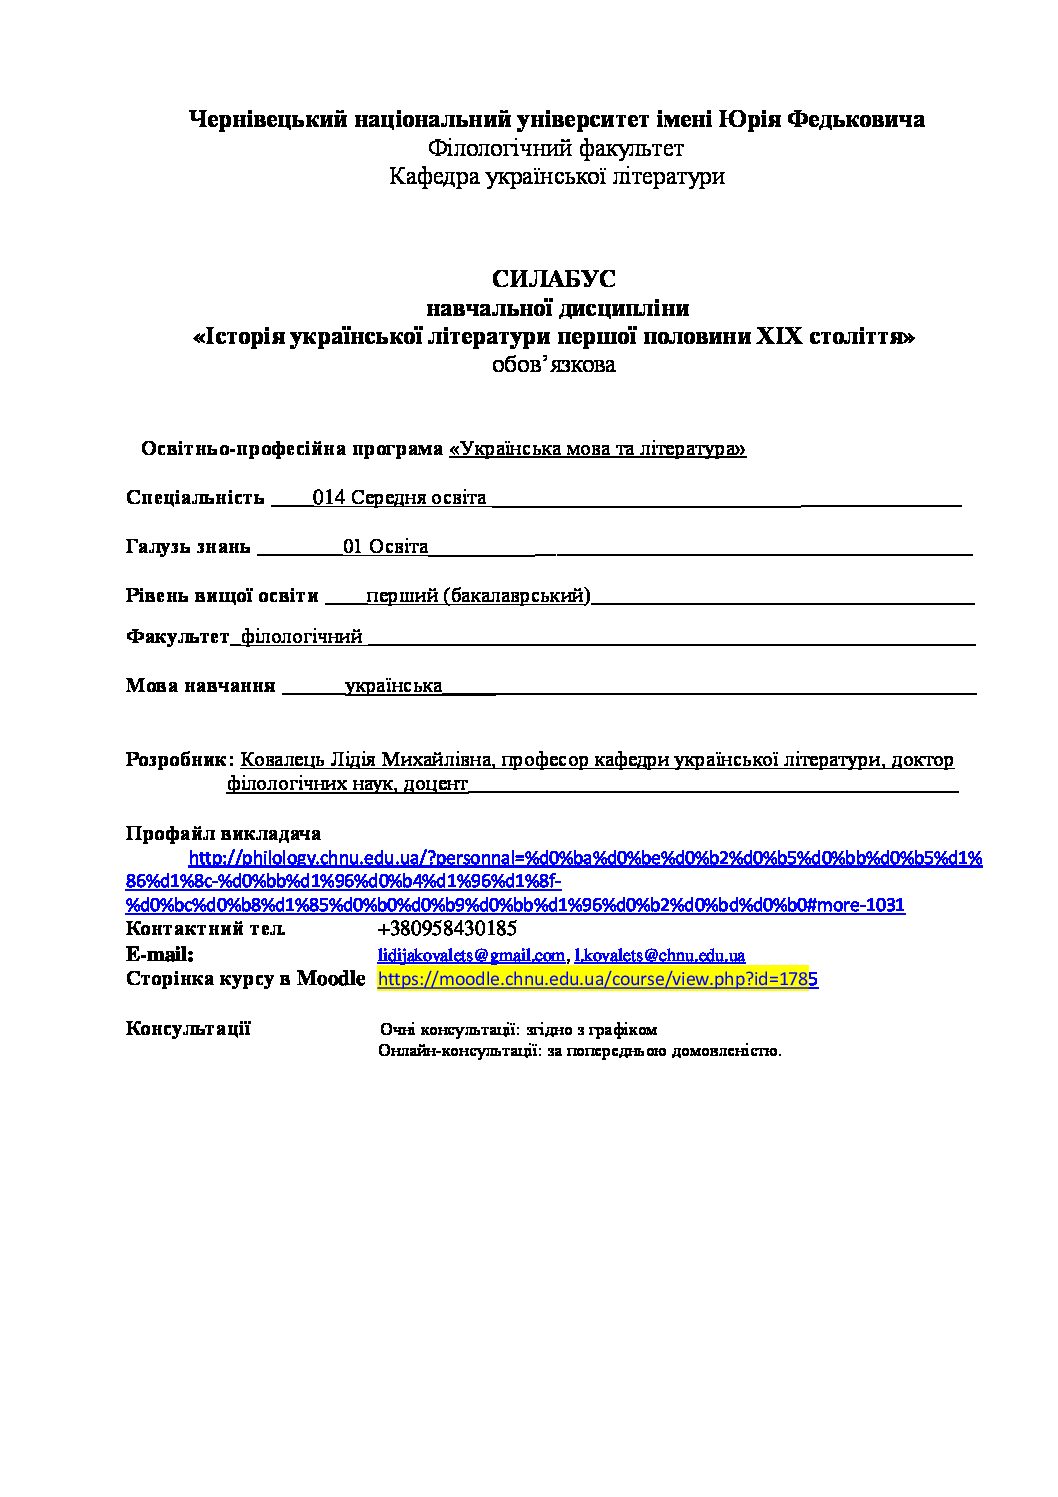 Чернівецький національний університет імені Юрія Федьковича
Філологічний факультет
Кафедра української літератури
СИЛАБУС
навчальної дисципліни
«Історія української літератури першої половини ХІХ століття»
обов’язкова
Освітньо-професійна програма «Українська мова та література»
Спеціальність ____014 Середня освіта ____________________________________________
Галузь знань ________01 Освіта____________________________________________________
Рівень вищої освіти ____перший (бакалаврський)____________________________________
Факультет_філологічний _________________________________________________________
Мова навчання ______українська__________________________________________________
Розробник: Ковалець Лідія Михайлівна, професор кафедри української літератури, доктор
філологічних наук, доцент______________________________________________
Профайл викладача
http://philology.chnu.edu.ua/?personnal=%d0%ba%d0%be%d0%b2%d0%b5%d0%bb%d0%b5%d1%
86%d1%8c-%d0%bb%d1%96%d0%b4%d1%96%d1%8f-
%d0%bc%d0%b8%d1%85%d0%b0%d0%b9%d0%bb%d1%96%d0%b2%d0%bd%d0%b0#more-1031
Контактний тел. +380958430185
E-mail: lidijakovalets@gmail.com, l.kovalets@chnu.edu.ua
Сторінка курсу в Moodle https://moodle.chnu.edu.ua/course/view.php?id=1785
Консультації Очні консультації: згідно з графіком
Онлайн-консультації: за попередньою домовленістю.